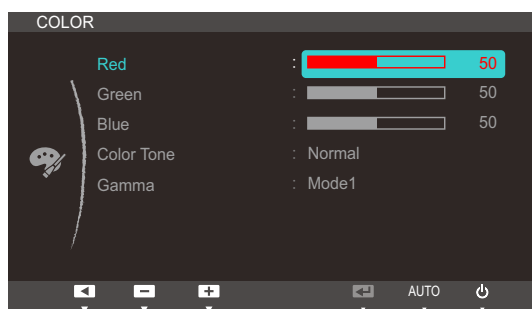 COLOR
Red : 50
Green : 50
Blue : 50
Color Tone : Normal
Gamma : Mode1
AUTO